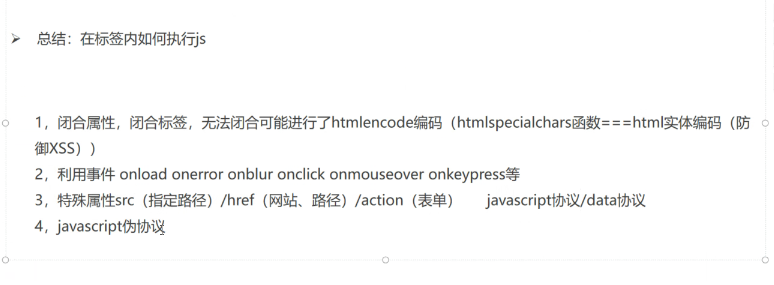 总结：在标签内如何执行js
1，闭合属性，闭合标签，无法闭合可能进行了htmlencode编码（htmlspecialchars函数===html实体编码（防
御XSS））
2，利用事件 onload onerror onblur onclick onmouseover onkeypress等
3，特殊属性src（指定路径）/href（网站、路径）/action（表单） javascript协议/data协议
4，javascript伪协议